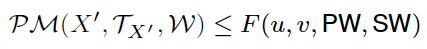 𝒫ℳ(X′, 𝒯_{X′}, 𝒲) ≤ F(u, v, PW, SW)